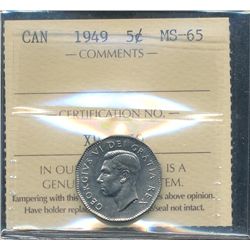 CAN 1949 5¢ MS-65
COMMENTS
CERTIFICATION NO.
GEORGIVS VI DEI GRATIA REX
IN OU IS A
GENU EM.
Tampering with this es above opinion.
Have holder repla seal not intact.